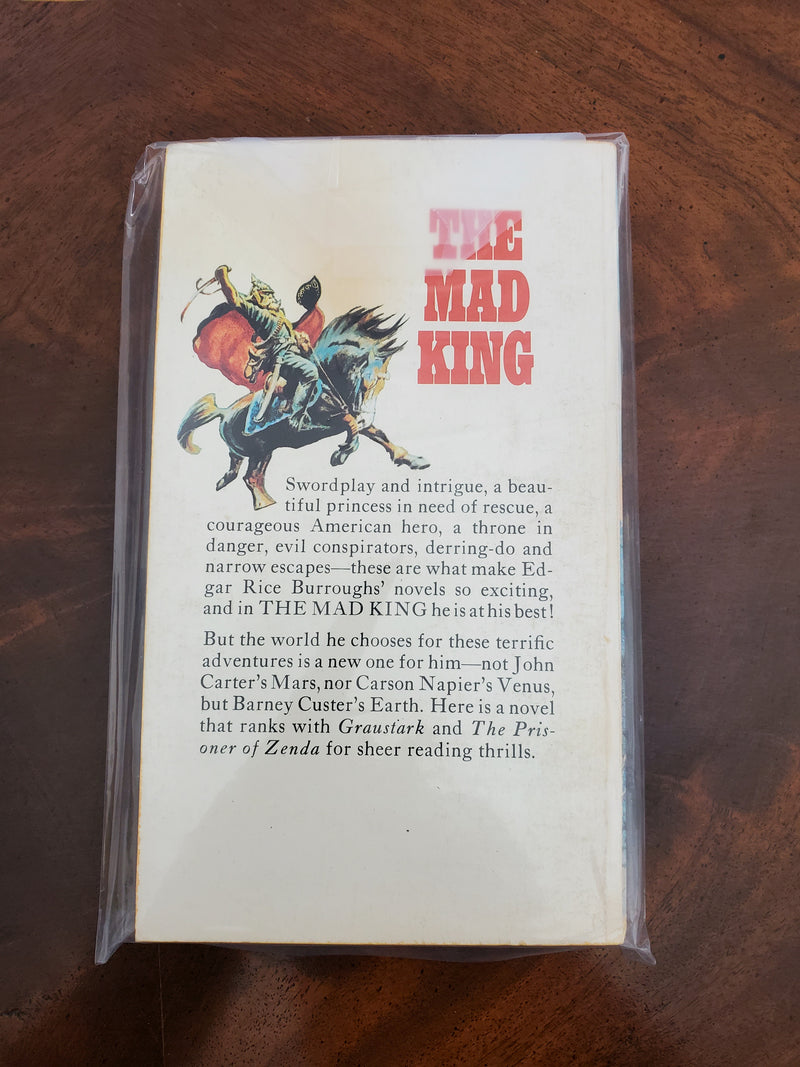 THE
MAD
KING
Swordplay and intrigue, a beau-
tiful princess in need of rescue, a
courageous American hero, a throne in
danger, evil conspirators, derring-do and
narrow escapes—these are what make Ed-
gar Rice Burroughs' novels so exciting,
and in THE MAD KING he is at his best!
But the world he chooses for these terrific
adventures is a new one for him—not John
Carter's Mars, nor Carson Napier's Venus,
but Barney Custer's Earth. Here is a novel
that ranks with Graustark and The Pris-
oner of Zenda for sheer reading thrills.